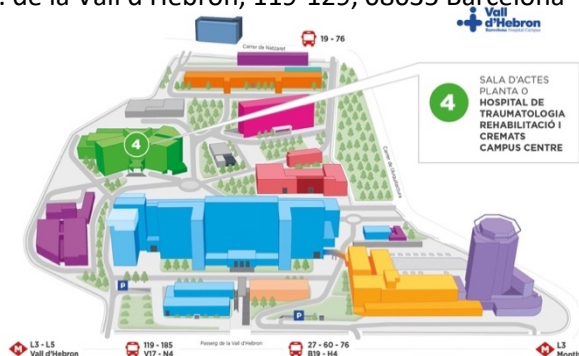 . de la Vall d'Hebron, 119-129, 08035 Barcelona
Vall
d'Hebron
Barcelona Hospital Campus
19 - 76
Carrer de Natzaret
4
SALA D'ACTES
PLANTA 0
HOSPITAL DE
TRAUMATOLOGIA
REHABILITACIÓ I
CREMATS
CAMPUS CENTRE
4
P
P
Passeig de la Vall d'Hebron
M
L3 - L5
Vall d'Hebron
119 - 185
V17 - N4
27 - 60 - 76
B19 - H4
M
L3